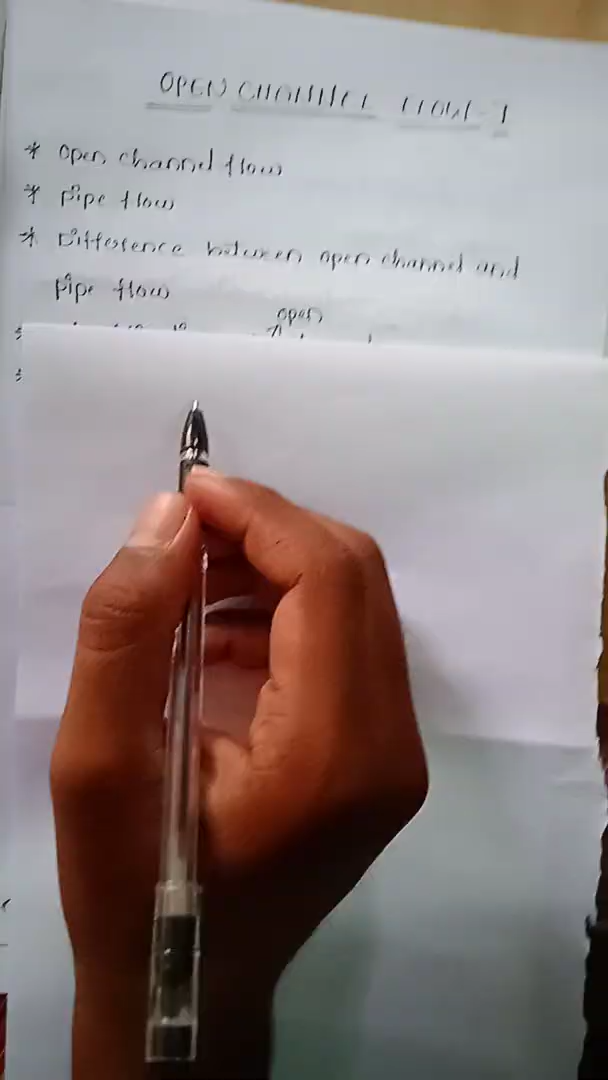 OPEN CHANNEL FLOW-I
* Open channel flow
* Pipe flow
* Difference between open channel and
pipe flow
open